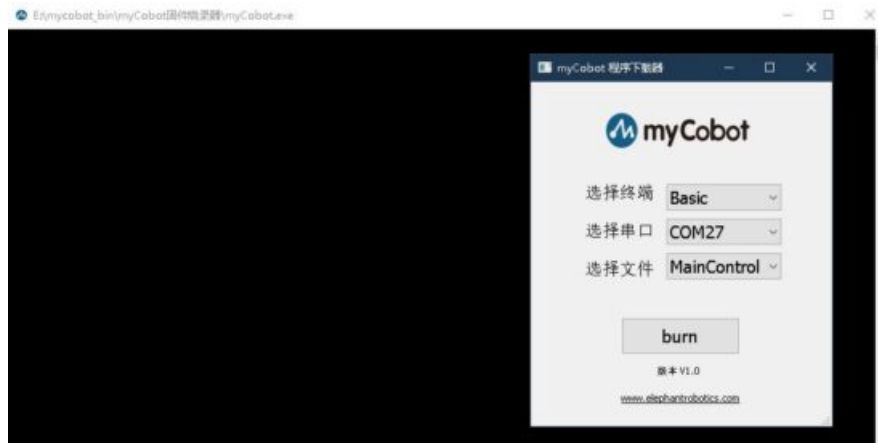 E:\mycobot_bin\myCobot固件烧录器\myCobot.exe
myCobot 程序下载器
myCobot
选择终端 Basic
选择串口 COM27
选择文件 MainControl
burn
版本 V1.0
www.elephantrobotics.com